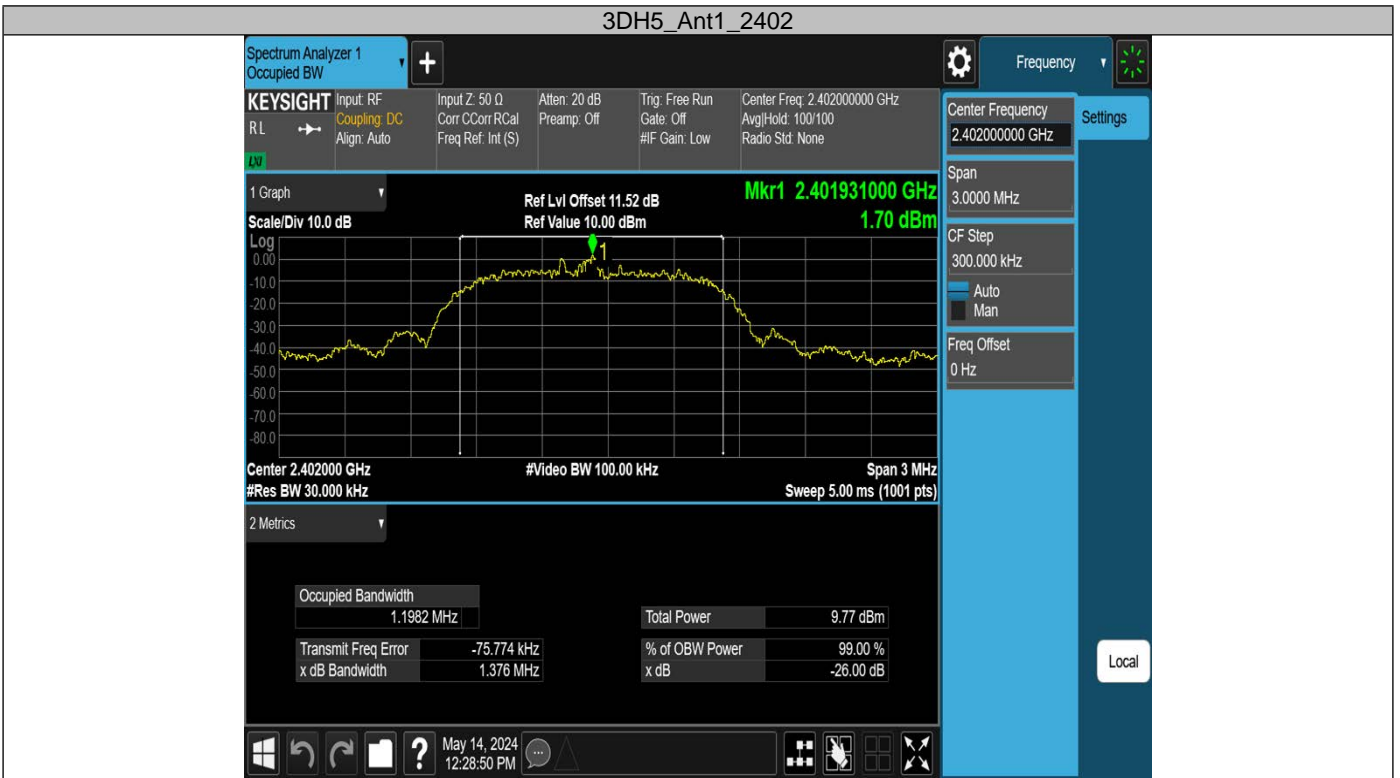 3DH5_Ant1_2402
Spectrum Analyzer 1
Occupied BW
+
Frequency
KEYSIGHT
R L
LXI
Input: RF
Coupling: DC
Align: Auto
Input Z: 50 Ω
Corr CCorr RCal
Freq Ref: Int (S)
Atten: 20 dB
Preamp: Off
Trig: Free Run
Gate: Off
#IF Gain: Low
Center Freq: 2.402000000 GHz
Avg|Hold: 100/100
Radio Std: None
Center Frequency
2.402000000 GHz
Settings
Span
3.0000 MHz
CF Step
300.000 kHz
Auto
Man
Freq Offset
0 Hz
Local
1 Graph
Scale/Div 10.0 dB
Ref Lvl Offset 11.52 dB
Ref Value 10.00 dBm
Mkr1 2.401931000 GHz
1.70 dBm
Log
0.00
-10.0
-20.0
-30.0
-40.0
-50.0
-60.0
-70.0
-80.0
1
Center 2.402000 GHz
#Res BW 30.000 kHz
#Video BW 100.00 kHz
Span 3 MHz
Sweep 5.00 ms (1001 pts)
2 Metrics
Occupied Bandwidth
1.1982 MHz
Total Power 9.77 dBm
Transmit Freq Error -75.774 kHz
% of OBW Power 99.00 %
x dB Bandwidth 1.376 MHz
x dB -26.00 dB
?
May 14, 2024
12:28:50 PM